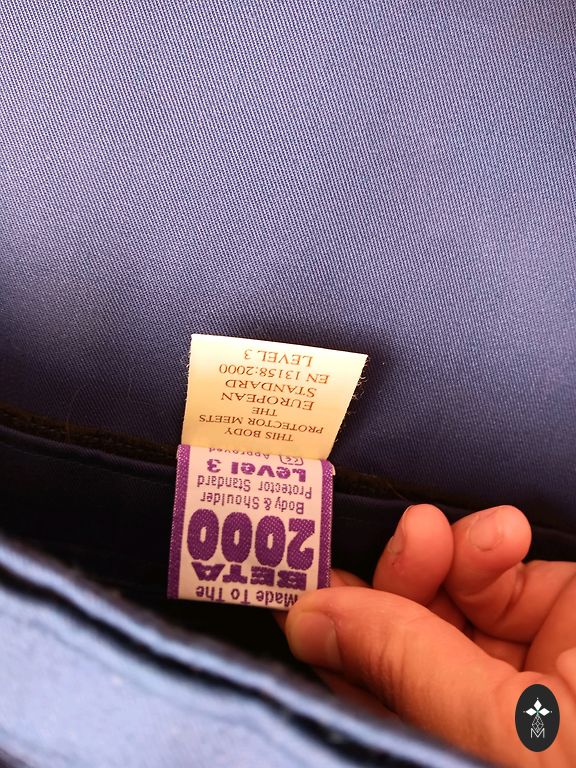 THIS BODY
PROTECTOR MEETS
THE
EUROPEAN
STANDARD
EN 13158:2000
LEVEL 3
Made To The
BETA
2000
Body & Shoulder
Protector Standard
Level 3
Approved
M